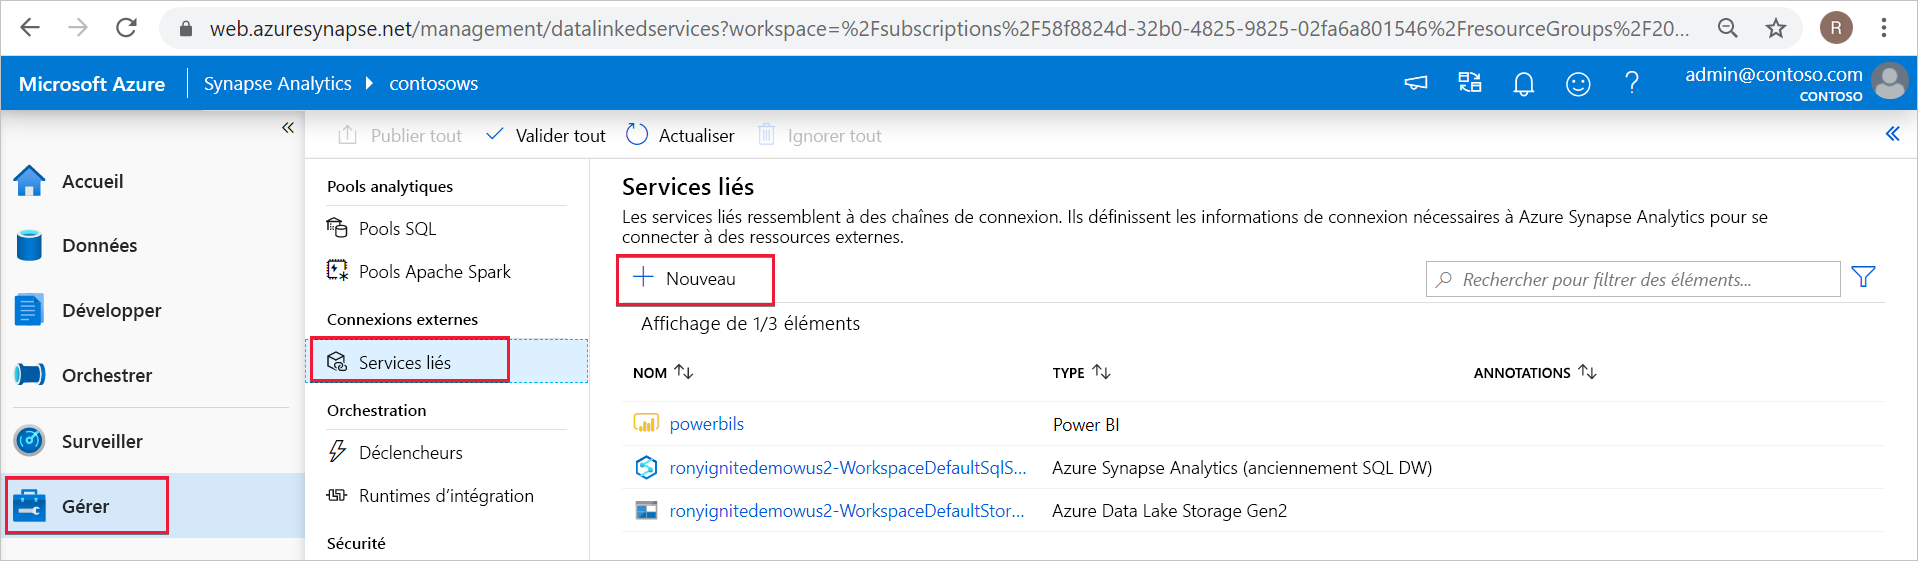 web.azuresynapse.net/management/datalinkedservices?workspace=%2Fsubscriptions%2F58f8824d-32b0-4825-9825-02fa6a801546%2FresourceGroups%2F20...
R
Microsoft Azure
Synapse Analytics
contosows
?
admin@contoso.com
CONTOSO
Publier tout
Valider tout
Actualiser
Ignorer tout
Accueil
Données
Développer
Orchestrer
Surveiller
Gérer
Pools analytiques
Pools SQL
Pools Apache Spark
Connexions externes
Services liés
Orchestration
Déclencheurs
Runtimes d’intégration
Sécurité
Services liés
Les services liés ressemblent à des chaînes de connexion. Ils définissent les informations de connexion nécessaires à Azure Synapse Analytics pour se
connecter à des ressources externes.
Nouveau
Rechercher pour filtrer des éléments...
Affichage de 1/3 éléments
NOM TYPE ANNOTATIONS
powerbils Power BI
ronyignitedemowus2-WorkspaceDefaultSqlS... Azure Synapse Analytics (anciennement SQL DW)
ronyignitedemowus2-WorkspaceDefaultStor... Azure Data Lake Storage Gen2